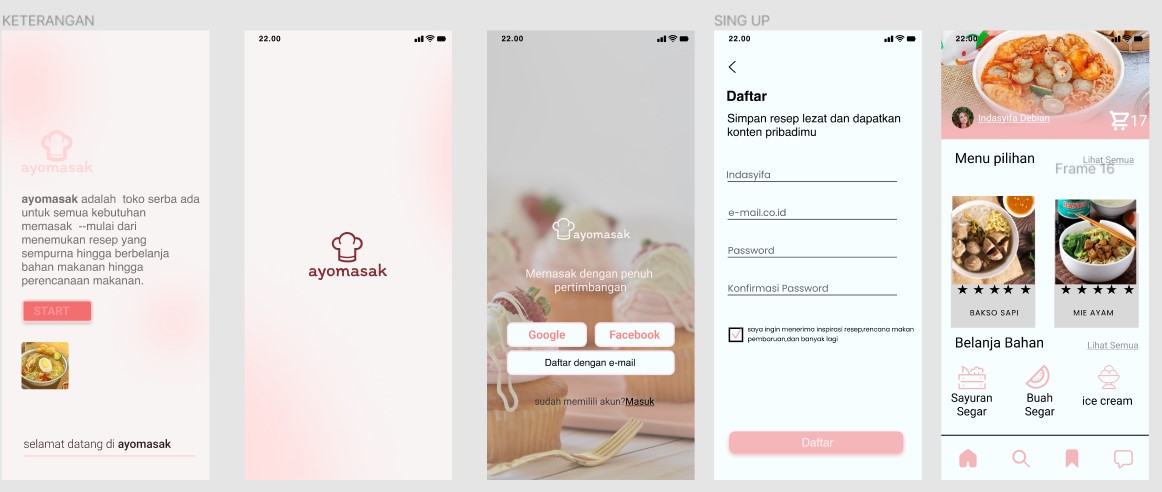 KETERANGAN
ayomasak
ayomasak adalah  toko serba ada
untuk semua kebutuhan
memasak  --mulai dari
menemukan resep yang
sempurna hingga berbelanja
bahan makanan hingga
perencanaan makanan.
START
selamat datang di ayomasak
22.00
ayomasak
22.00
ayomasak
Memasak dengan penuh
pertimbangan
Google
Facebook
Daftar dengan e-mail
sudah memilili akun?Masuk
SING UP
22.00
Daftar
Simpan resep lezat dan dapatkan
konten pribadimu
Indasyifa
e-mail.co.id
Password
Konfirmasi Password
saya ingin menerima inspirasi resep,rencana makan
pembaruan,dan banyak lagi
Daftar
22.00
Indasyifa Debian
17
Menu pilihan
Lihat Semua
Frame 16
BAKSO SAPI
MIE AYAM
Belanja Bahan
Lihat Semua
Sayuran
Segar
Buah
Segar
ice cream